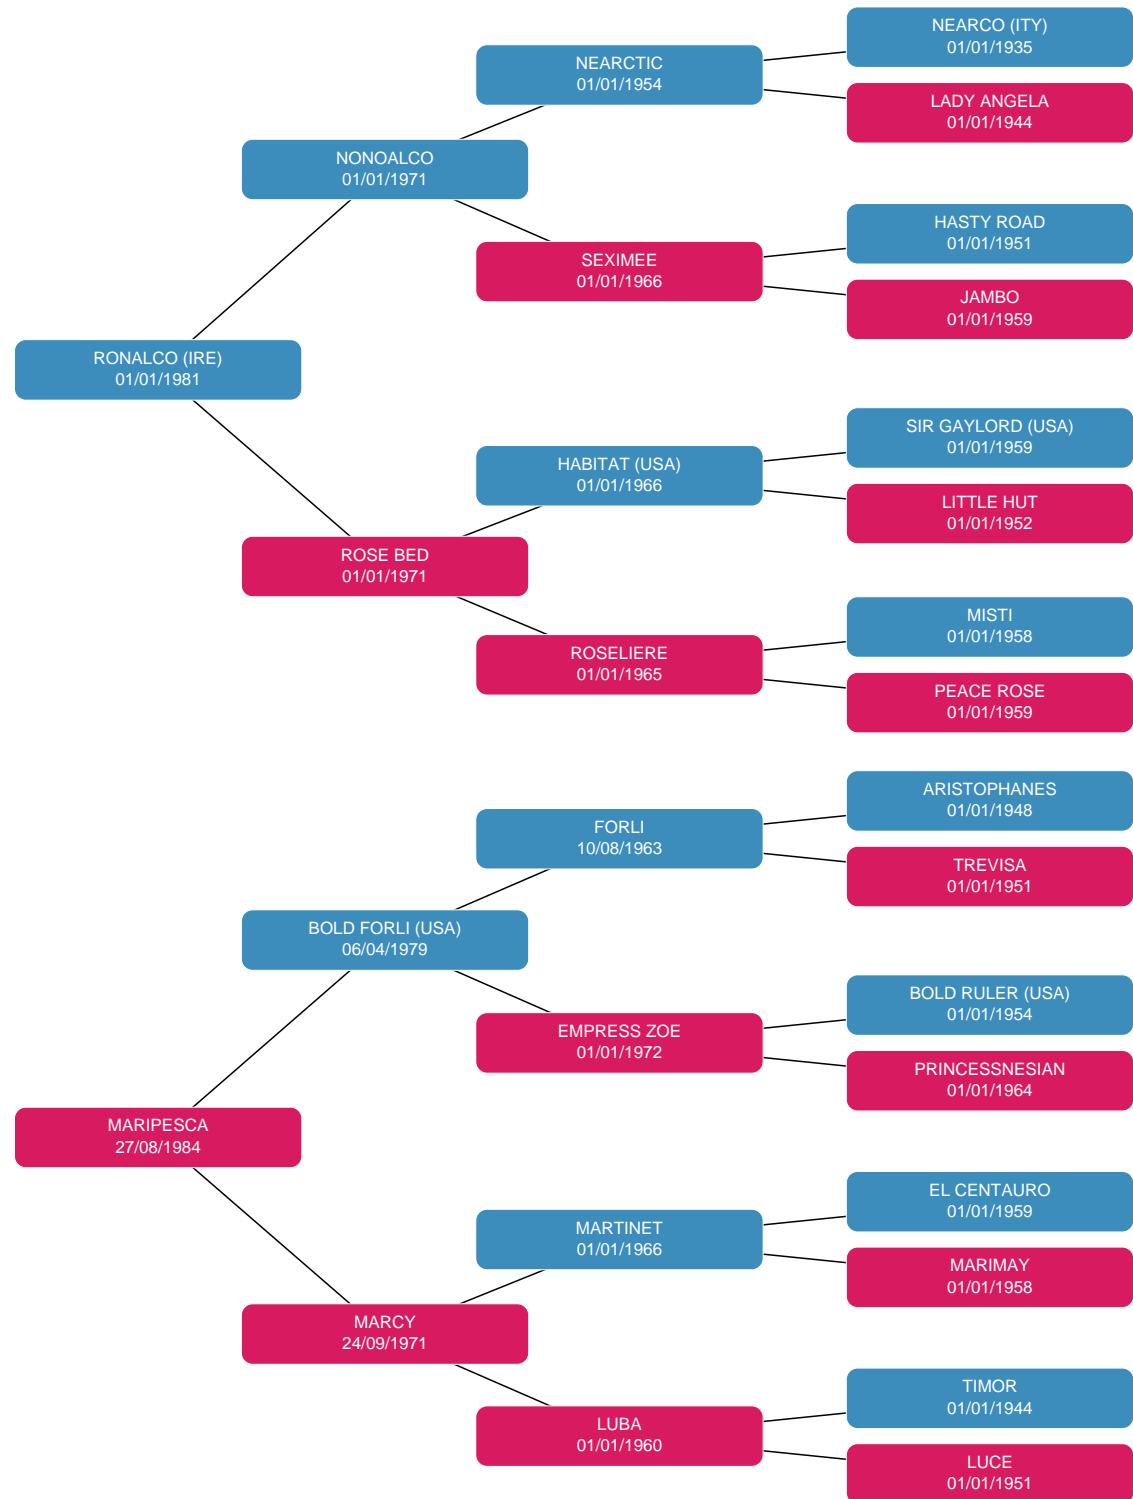 NEARCO (ITY)
01/01/1935
NEARCTIC
01/01/1954
LADY ANGELA
01/01/1944
NONOALCO
01/01/1971
HASTY ROAD
01/01/1951
SEXIMEE
01/01/1966
JAMBO
01/01/1959
RONALCO (IRE)
01/01/1981
SIR GAYLORD (USA)
01/01/1959
HABITAT (USA)
01/01/1966
LITTLE HUT
01/01/1952
ROSE BED
01/01/1971
MISTI
01/01/1958
ROSELIERE
01/01/1965
PEACE ROSE
01/01/1959
ARISTOPHANES
01/01/1948
FORLI
10/08/1963
TREVISA
01/01/1951
BOLD FORLI (USA)
06/04/1979
BOLD RULER (USA)
01/01/1954
EMPRESS ZOE
01/01/1972
PRINCESSNESIAN
01/01/1964
MARIPESCA
27/08/1984
EL CENTAURO
01/01/1959
MARTINET
01/01/1966
MARIMAY
01/01/1958
MARCY
24/09/1971
TIMOR
01/01/1944
LUBA
01/01/1960
LUCE
01/01/1951